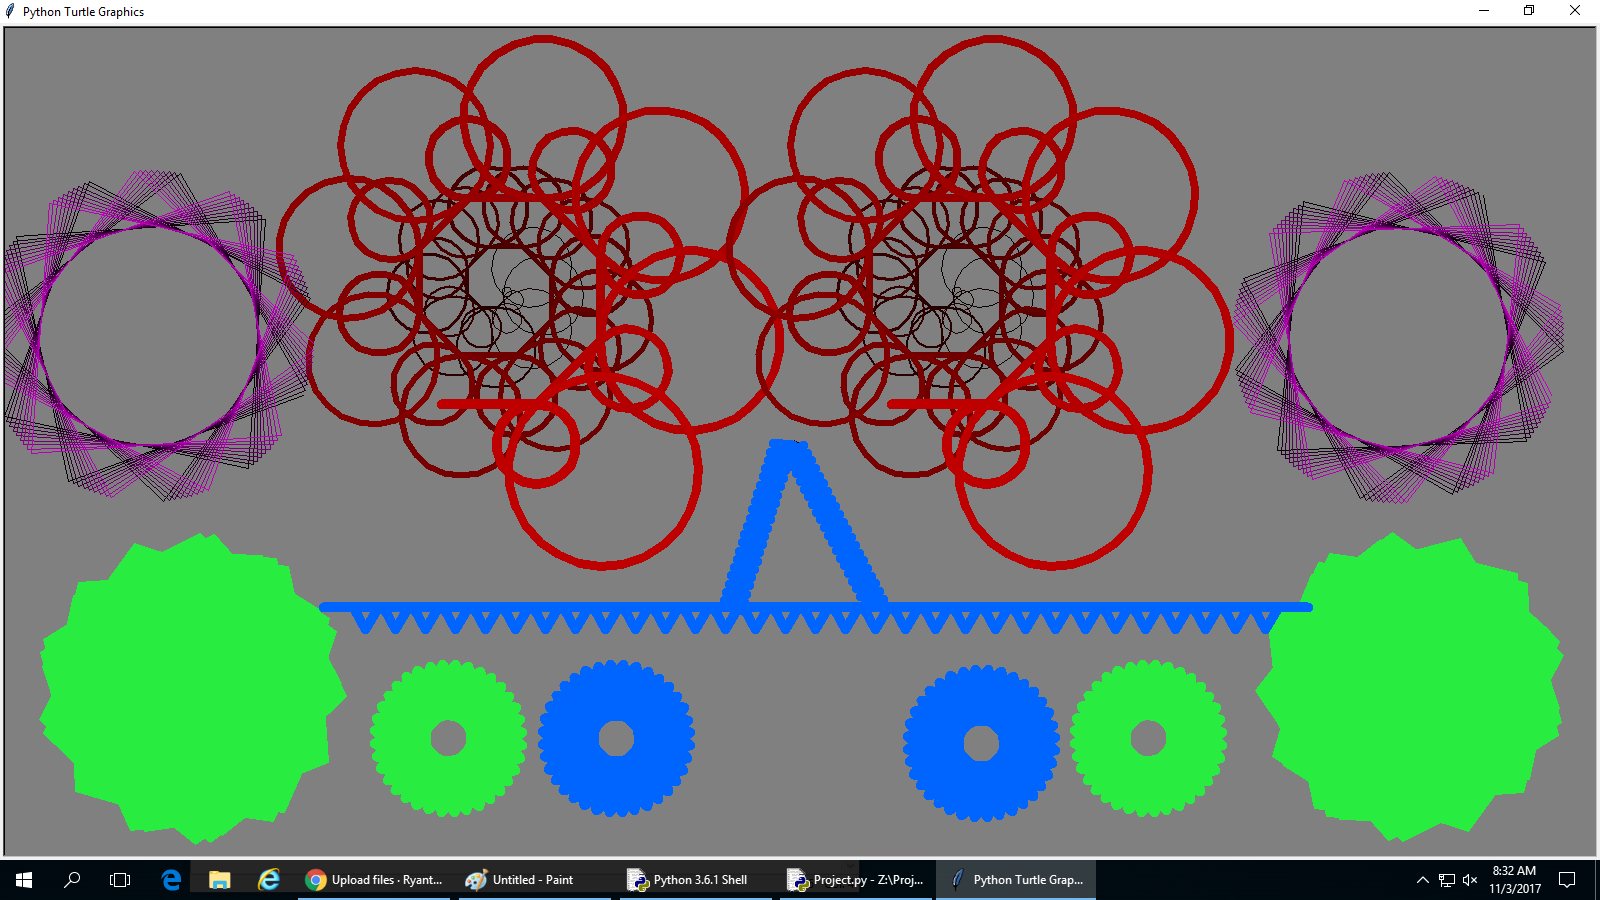 Python Turtle Graphics
Upload files · Ryant...
Untitled - Paint
Python 3.6.1 Shell
Project.py - Z:\Proj...
Python Turtle Grap...
8:32 AM
11/3/2017